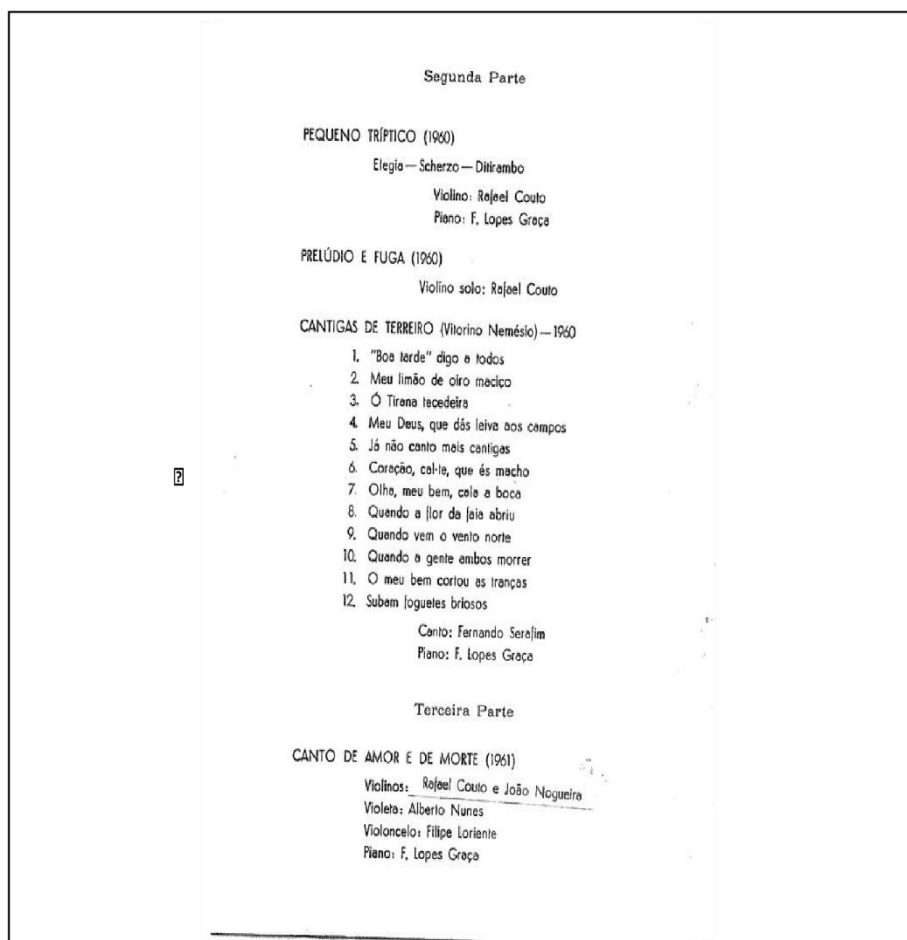 Segunda Parte
PEQUENO TRÍPTICO (1960)
Elegia — Scherzo — Ditirambo
Violino: Rafael Couto
Piano: F. Lopes Graça
PRELÚDIO E FUGA (1960)
Violino solo: Rafael Couto
CANTIGAS DE TERREIRO (Vitorino Nemésio) — 1960
1. "Boa tarde" digo a todos
2. Meu limão de oiro maciço
3. Ó Tirana tecedeira
4. Meu Deus, que dás leiva aos campos
5. Já não canto mais cantigas
6. Coração, cal-te, que és macho
7. Olha, meu bem, cala a boca
8. Quando a flor da faia abriu
9. Quando vem o vento norte
10. Quando a gente ambos morrer
11. O meu bem cortou as tranças
12. Subam foguetes briosos
Canto: Fernando Serafim
Piano: F. Lopes Graça
Terceira Parte
CANTO DE AMOR E DE MORTE (1961)
Violinos: Rafael Couto e João Nogueira
Violeta: Alberto Nunes
Violoncelo: Filipe Loriente
Piano: F. Lopes Graça